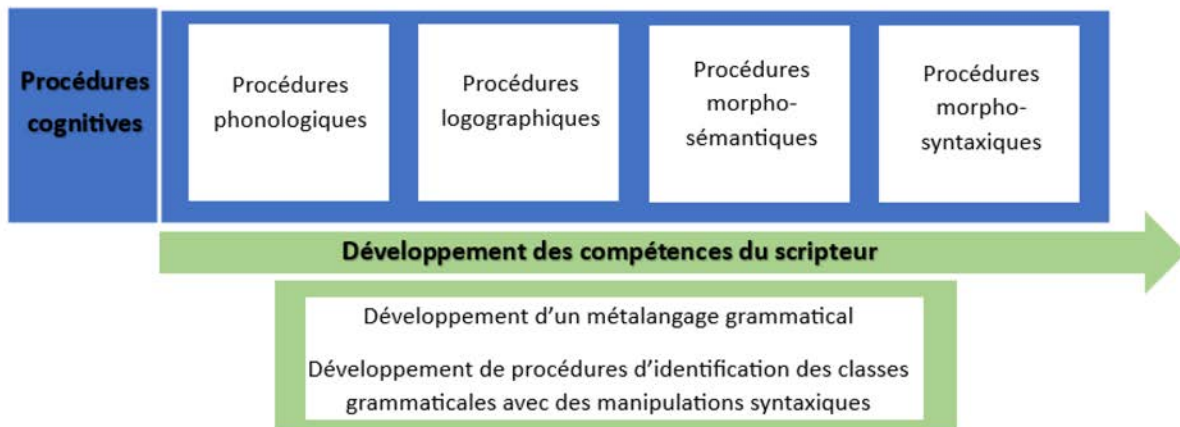 Procédures
cognitives
Procédures
phonologiques
Procédures
logographiques
Procédures
morpho-
sémantiques
Procédures
morpho-
syntaxiques
Développement des compétences du scripteur
Développement d'un métalangage grammatical
Développement de procédures d'identification des classes
grammaticales avec des manipulations syntaxiques